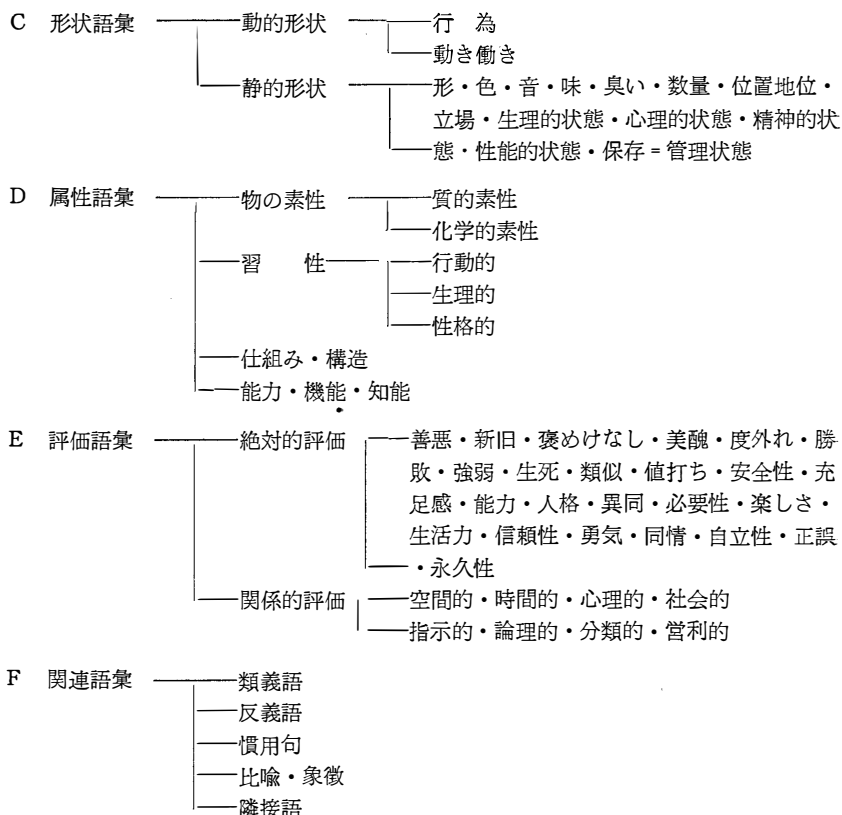 C 形状語彙 動的形状 行 為
動き働き
静的形状 形・色・音・味・臭い・数量・位置地位・
立場・生理的状態・心理的状態・精神的状
態・性能的状態・保存=管理状態
D 属性語彙 物の素性 質的素性
化学的素性
習 性 行動的
生理的
性格的
仕組み・構造
能力・機能・知能
E 評価語彙 絶対的評価 善悪・新旧・褒めけなし・美醜・度外れ・勝
敗・強弱・生死・類似・値打ち・安全性・充
足感・能力・人格・異同・必要性・楽しさ・
生活力・信頼性・勇気・同情・自立性・正誤
・永久性
関係的評価 空間的・時間的・心理的・社会的
指示的・論理的・分類的・営利的
F 関連語彙 類義語
反義語
慣用句
比喩・象徴
隣接語